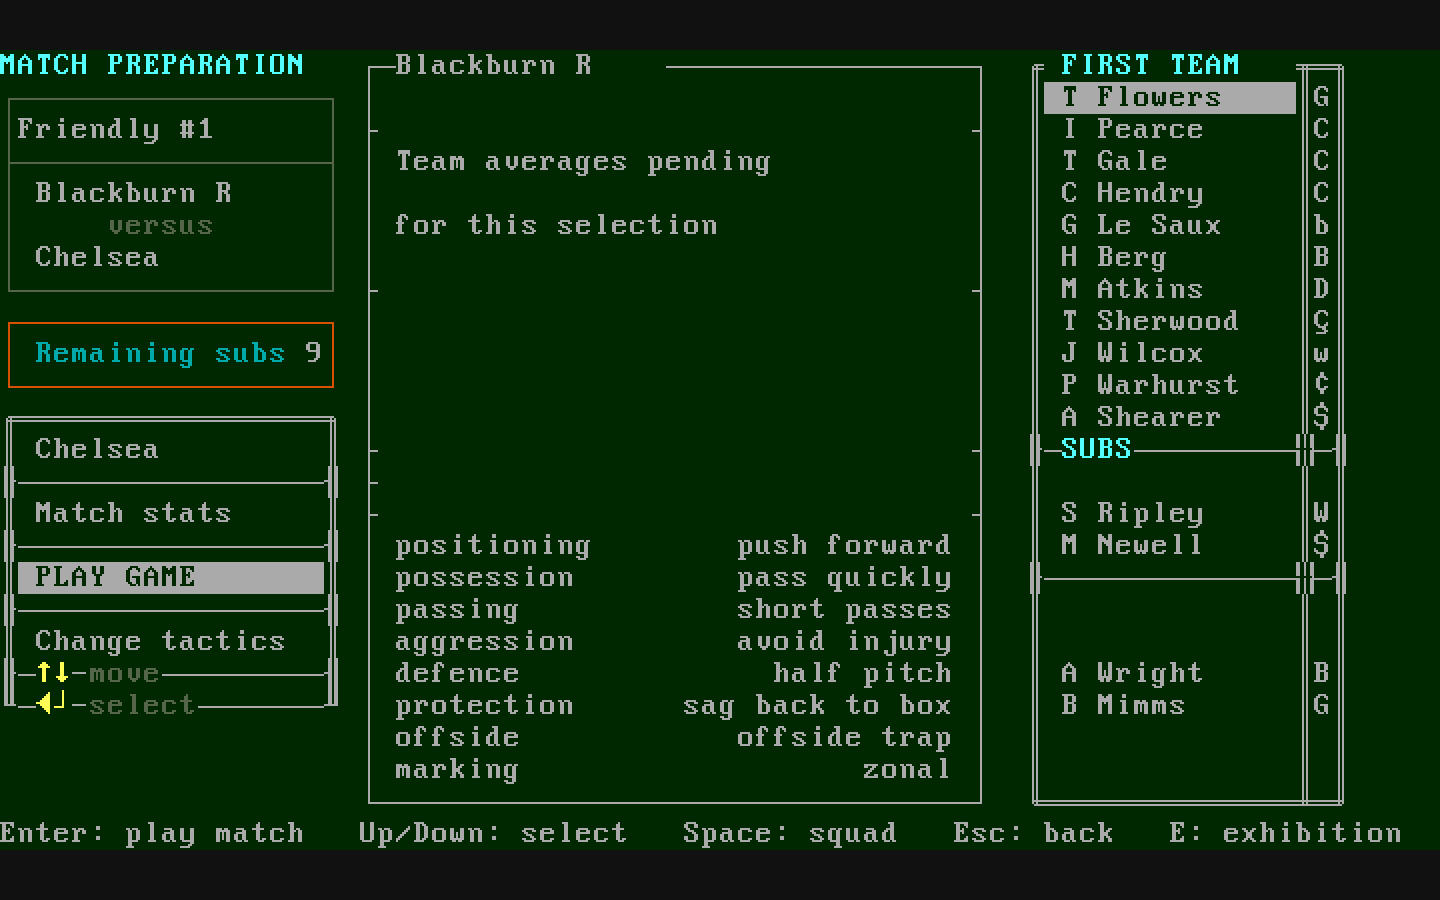 MATCH PREPARATION
Friendly #1
Blackburn R
versus
Chelsea
Remaining subs 9
Chelsea
Match stats
PLAY GAME
Change tactics
↑↓ move
◄┘ select
Blackburn R
Team averages pending
for this selection
positioning push forward
possession pass quickly
passing short passes
aggression avoid injury
defence half pitch
protection sag back to box
offside offside trap
marking zonal
FIRST TEAM
T Flowers G
I Pearce C
T Gale C
C Hendry C
G Le Saux b
H Berg B
M Atkins D
T Sherwood Ç
J Wilcox w
P Warhurst ¢
A Shearer $
SUBS
S Ripley W
M Newell $
A Wright B
B Mimms G
Enter: play match Up/Down: select Space: squad Esc: back E: exhibition